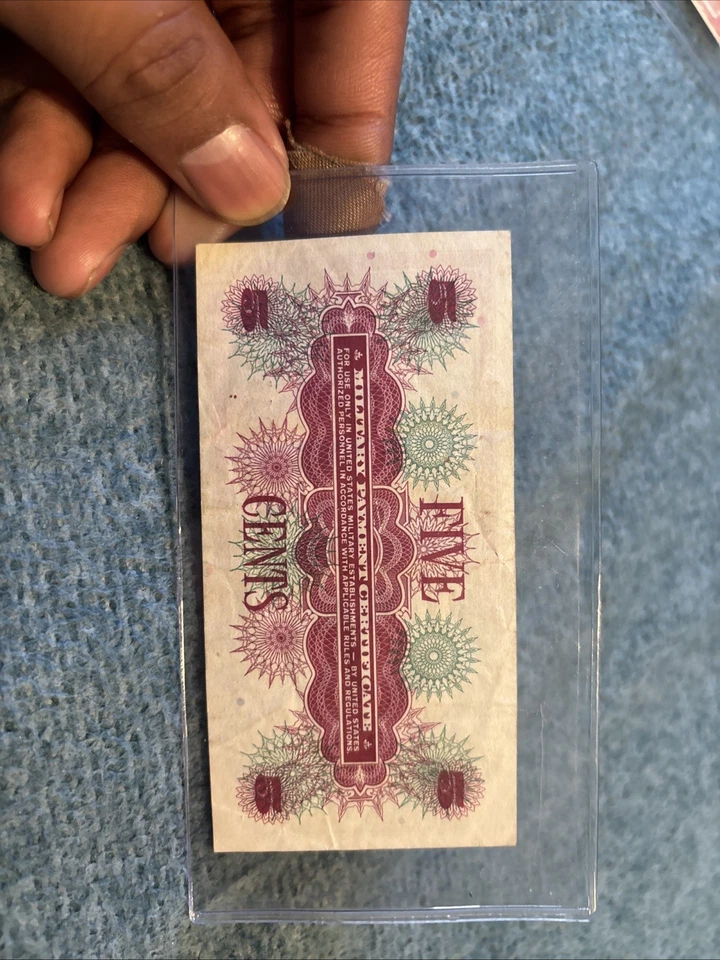 5
5
FIVE
MILITARY PAYMENT CERTIFICATE
FOR USE ONLY IN UNITED STATES MILITARY ESTABLISHMENTS — BY UNITED STATES
AUTHORIZED PERSONNEL IN ACCORDANCE WITH APPLICABLE RULES AND REGULATIONS.
CENTS
5
5